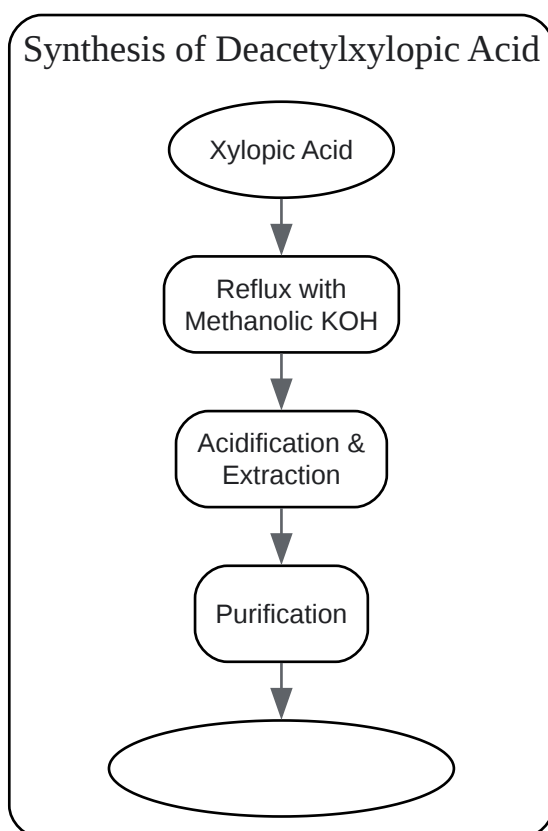 Synthesis of Deacetylxylopic Acid
Xylopic Acid
Reflux with
Methanolic KOH
Acidification &
Extraction
Purification